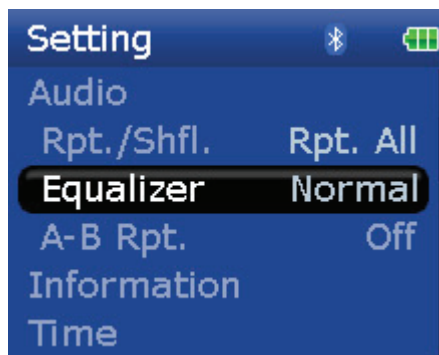 Setting
Audio
Rpt./Shfl. Rpt. All
Equalizer Normal
A-B Rpt. Off
Information
Time